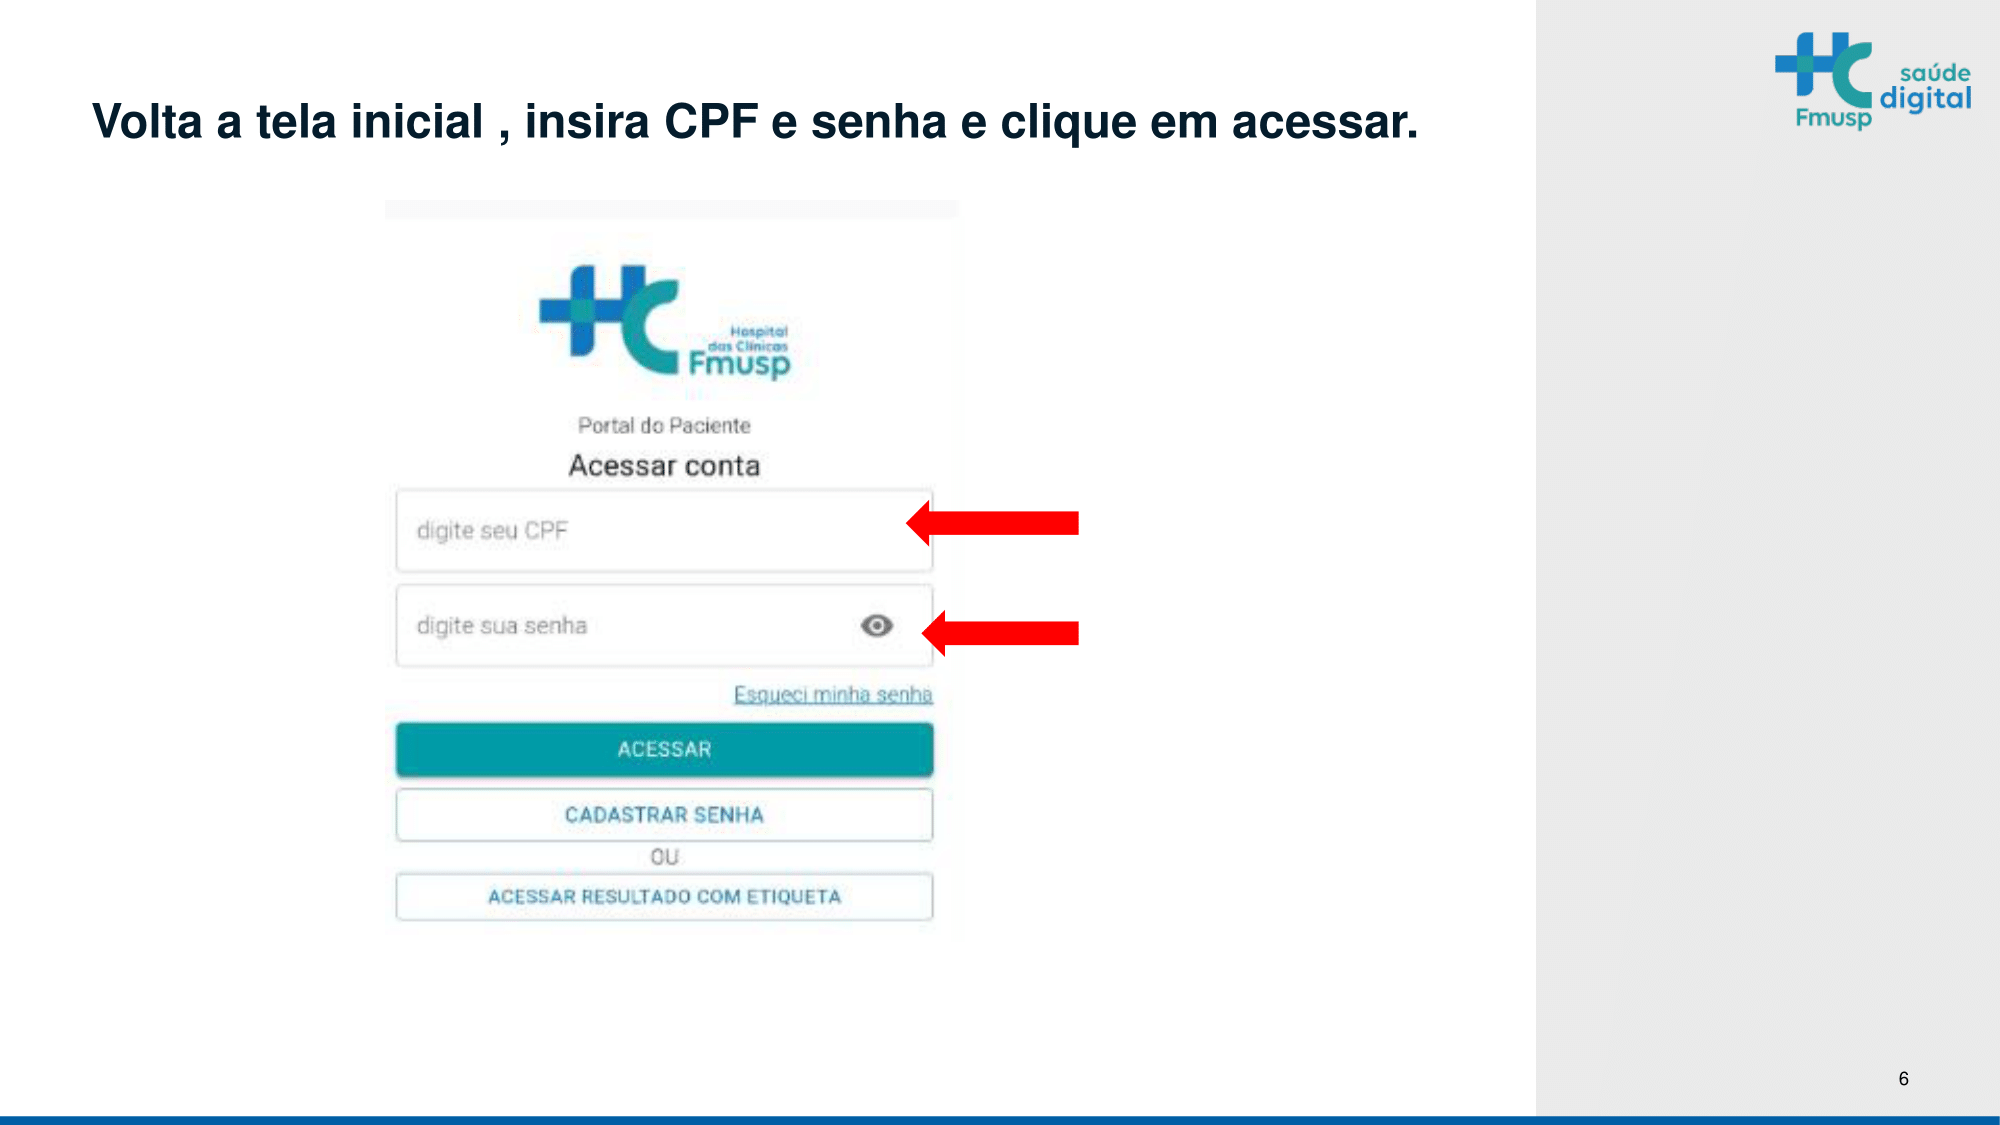 saúde
digital
Fmusp
Volta a tela inicial , insira CPF e senha e clique em acessar.
Hospital
das Clínicas
Fmusp
Portal do Paciente
Acessar conta
digite seu CPF
digite sua senha
Esqueci minha senha
ACESSAR
CADASTRAR SENHA
OU
ACESSAR RESULTADO COM ETIQUETA
6